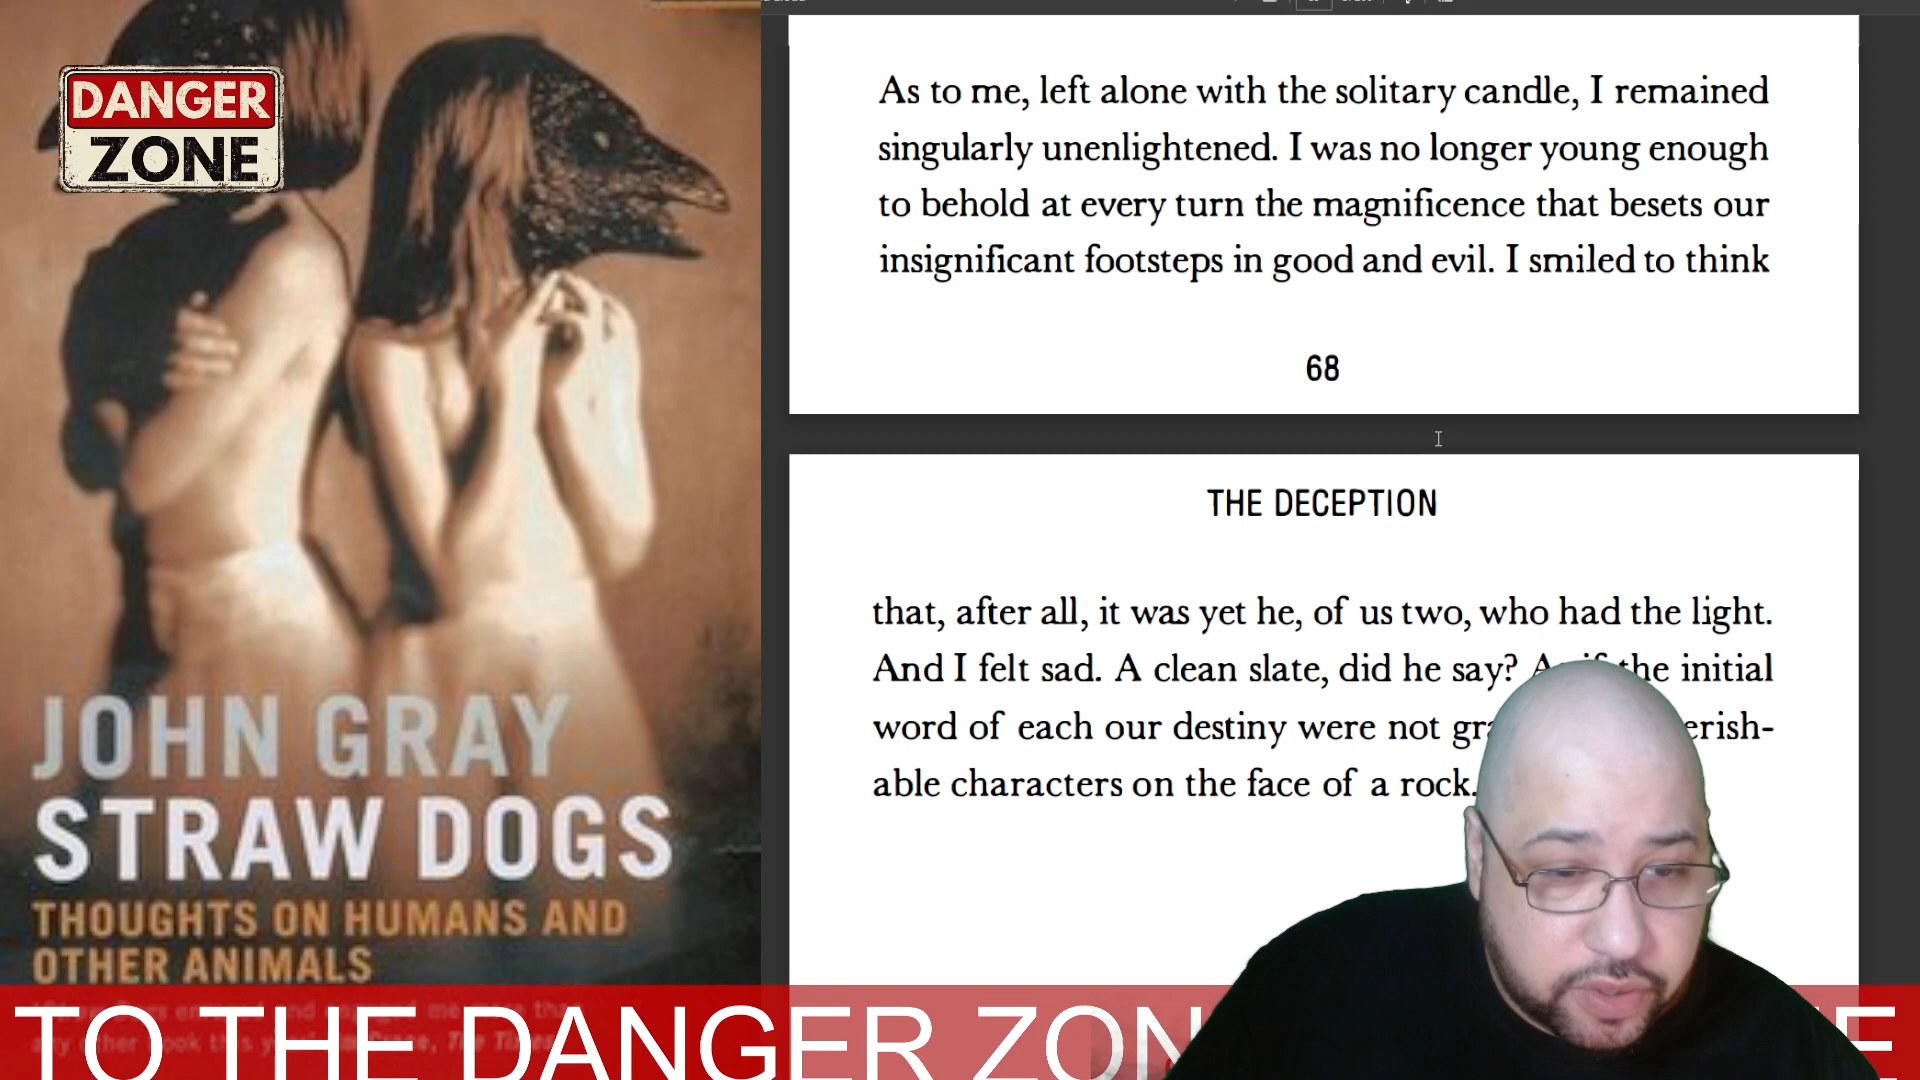 DANGER
ZONE
JOHN GRAY
STRAW DOGS
THOUGHTS ON HUMANS AND
OTHER ANIMALS
As to me, left alone with the solitary candle, I remained
singularly unenlightened. I was no longer young enough
to behold at every turn the magnificence that besets our
insignificant footsteps in good and evil. I smiled to think
68
THE DECEPTION
that, after all, it was yet he, of us two, who had the light.
And I felt sad. A clean slate, did he say? the initial
word of each our destiny were not
able characters on the face of a rock.
TO THE DANGER ZON